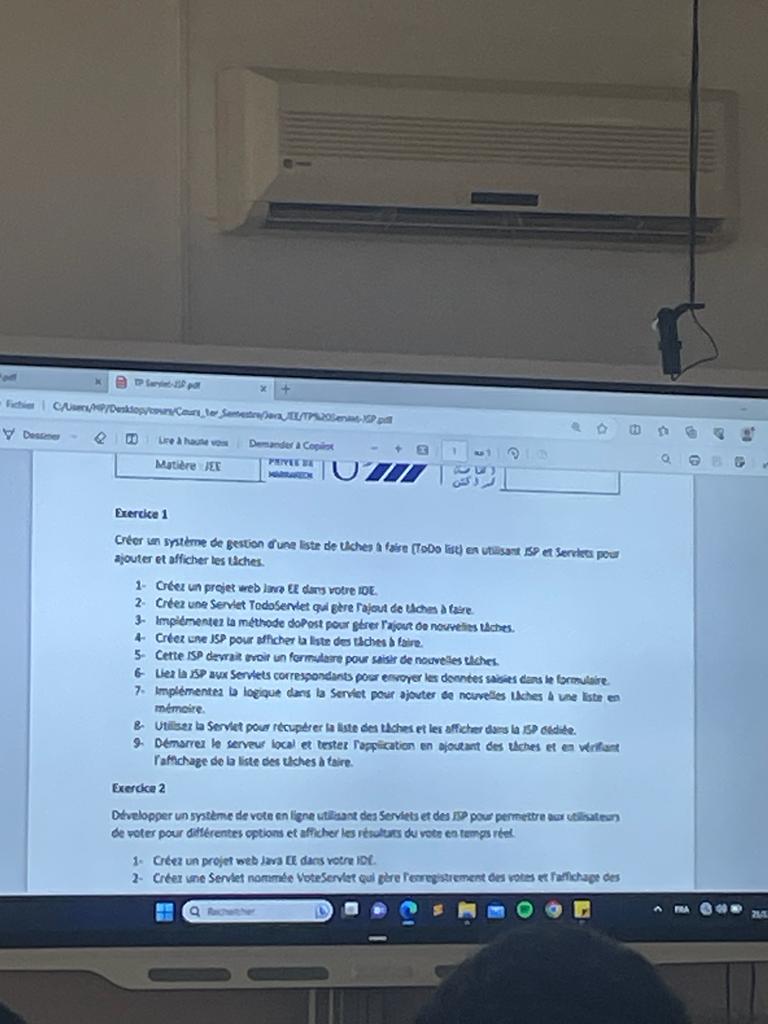 TP Servlet-JSP.pdf
Fichier
C:/Users/HP/Desktop/cours/Cours_1er_Semestre/Java_JEE/TP%20Servlet-JSP.pdf
Dessiner
Lire à haute voix
Demander à Copilot
1
Matière : JEE
PRIVÉE DE
MARRAKECH
Exercice 1
Créer un système de gestion d'une liste de tâches à faire (ToDo list) en utilisant JSP et Servlets pour
ajouter et afficher les tâches.
1- Créez un projet web Java EE dans votre IDE.
2- Créez une Servlet TodoServlet qui gère l'ajout de tâches à faire.
3- Implémentez la méthode doPost pour gérer l'ajout de nouvelles tâches.
4- Créez une JSP pour afficher la liste des tâches à faire.
5- Cette JSP devrait avoir un formulaire pour saisir de nouvelles tâches.
6- Liez la JSP aux Servlets correspondants pour envoyer les données saisies dans le formulaire.
7- Implémentez la logique dans la Servlet pour ajouter de nouvelles tâches à une liste en
mémoire.
8- Utilisez la Servlet pour récupérer la liste des tâches et les afficher dans la JSP dédiée.
9- Démarrez le serveur local et testez l'application en ajoutant des tâches et en vérifiant
l'affichage de la liste des tâches à faire.
Exercice 2
Développer un système de vote en ligne utilisant des Servlets et des JSP pour permettre aux utilisateurs
de voter pour différentes options et afficher les résultats du vote en temps réel.
1- Créez un projet web Java EE dans votre IDE.
2- Créez une Servlet nommée VoteServlet qui gère l'enregistrement des votes et l'affichage des
Rechercher
FRA